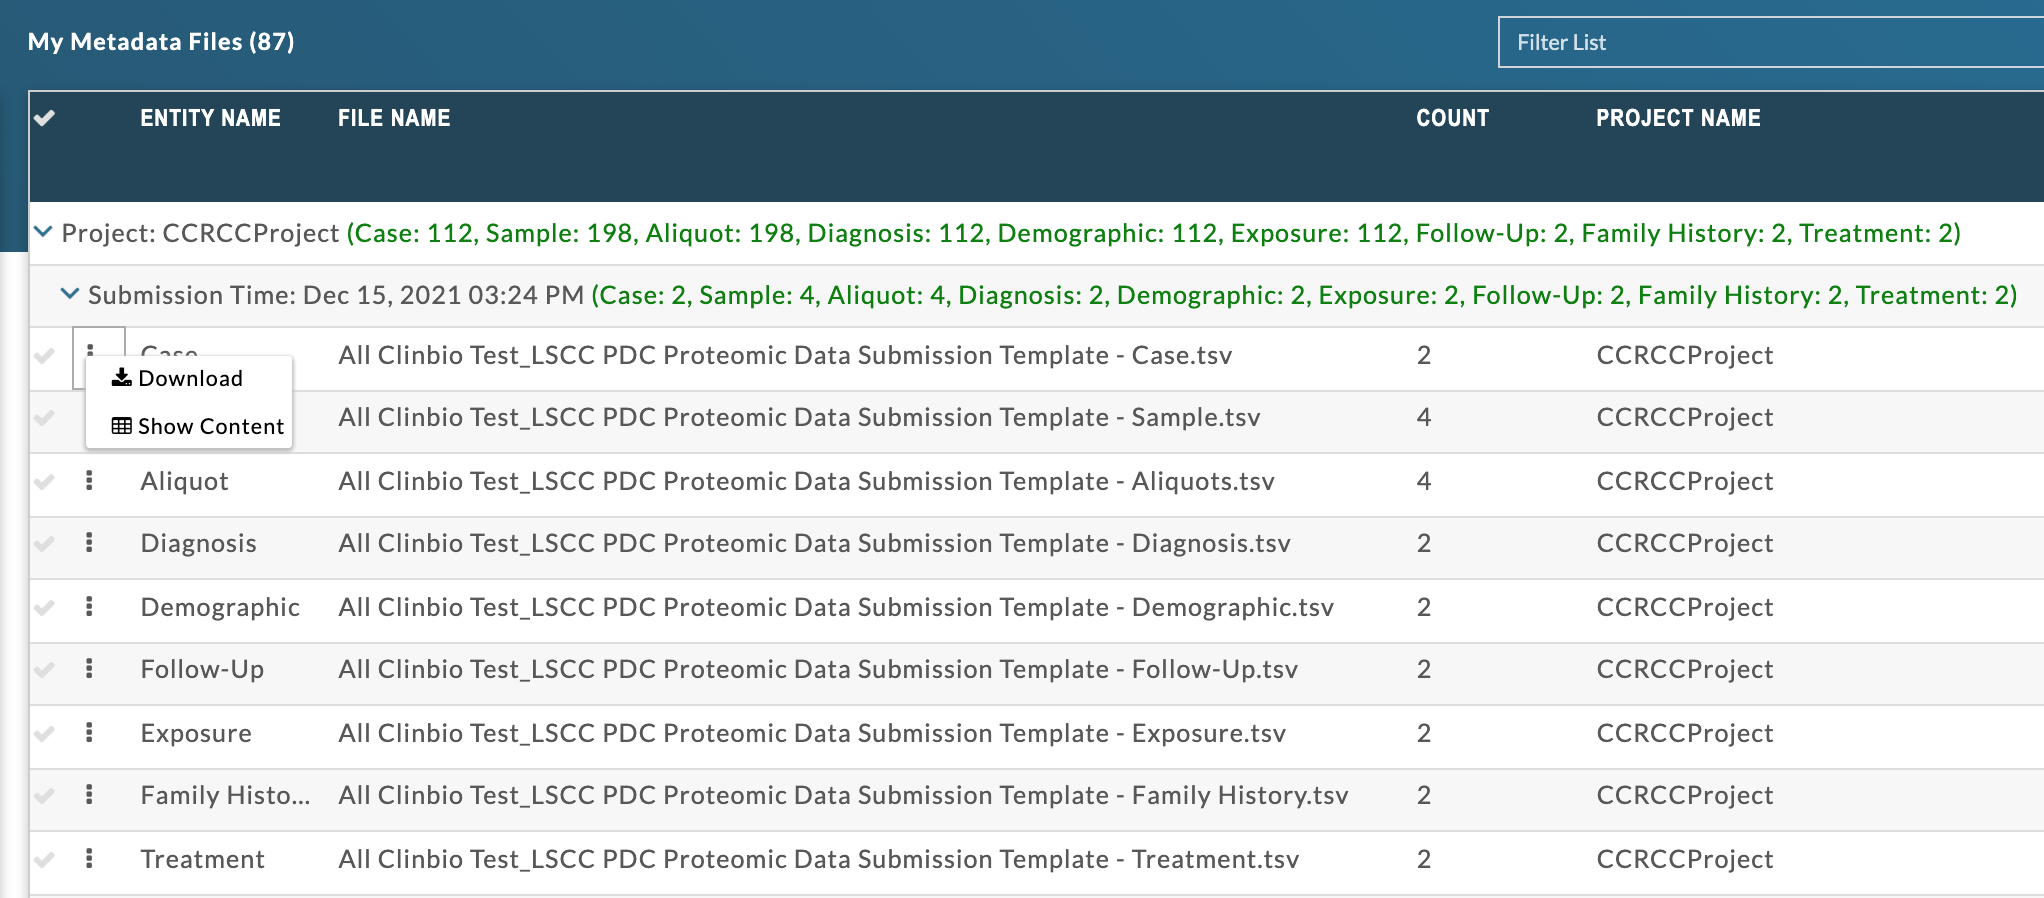 My Metadata Files (87)
Filter List
ENTITY NAME FILE NAME COUNT PROJECT NAME
Project: CCRCCProject (Case: 112, Sample: 198, Aliquot: 198, Diagnosis: 112, Demographic: 112, Exposure: 112, Follow-Up: 2, Family History: 2, Treatment: 2)
Submission Time: Dec 15, 2021 03:24 PM (Case: 2, Sample: 4, Aliquot: 4, Diagnosis: 2, Demographic: 2, Exposure: 2, Follow-Up: 2, Family History: 2, Treatment: 2)
Case All Clinbio Test_LSCC PDC Proteomic Data Submission Template - Case.tsv 2 CCRCCProject
Download
All Clinbio Test_LSCC PDC Proteomic Data Submission Template - Sample.tsv 4 CCRCCProject
Show Content
Aliquot All Clinbio Test_LSCC PDC Proteomic Data Submission Template - Aliquots.tsv 4 CCRCCProject
Diagnosis All Clinbio Test_LSCC PDC Proteomic Data Submission Template - Diagnosis.tsv 2 CCRCCProject
Demographic All Clinbio Test_LSCC PDC Proteomic Data Submission Template - Demographic.tsv 2 CCRCCProject
Follow-Up All Clinbio Test_LSCC PDC Proteomic Data Submission Template - Follow-Up.tsv 2 CCRCCProject
Exposure All Clinbio Test_LSCC PDC Proteomic Data Submission Template - Exposure.tsv 2 CCRCCProject
Family Histo... All Clinbio Test_LSCC PDC Proteomic Data Submission Template - Family History.tsv 2 CCRCCProject
Treatment All Clinbio Test_LSCC PDC Proteomic Data Submission Template - Treatment.tsv 2 CCRCCProject